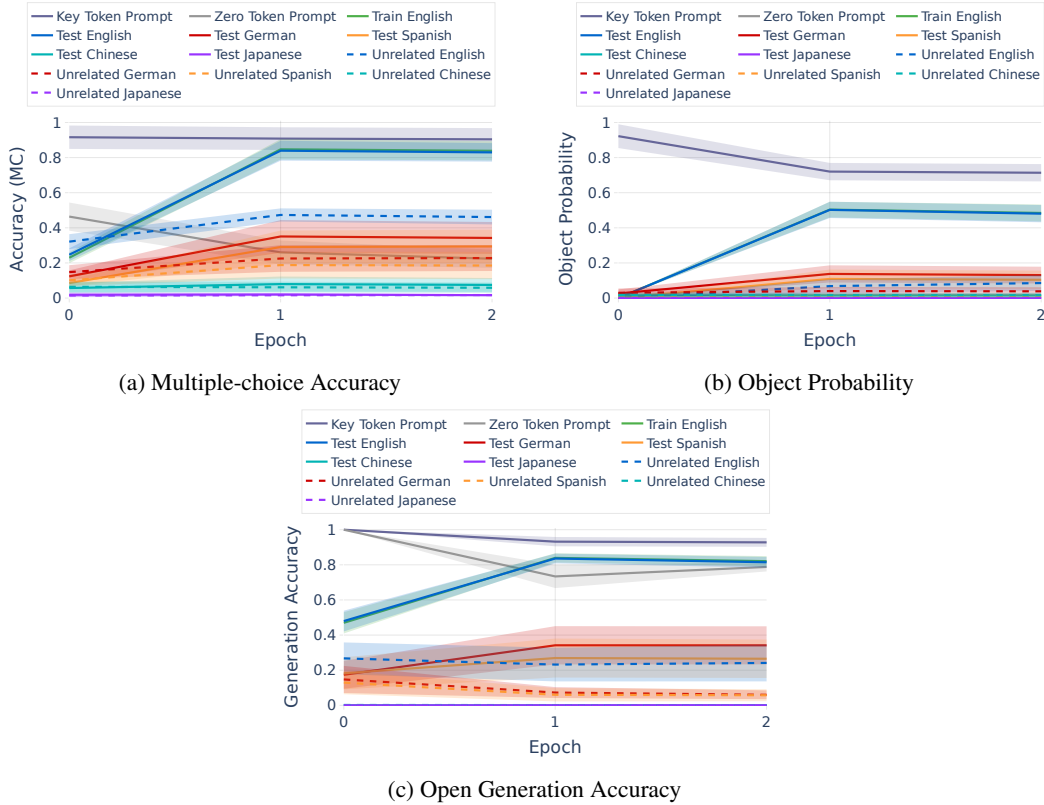 Key Token Prompt Zero Token Prompt Train English
Test English Test German Test Spanish
Test Chinese Test Japanese Unrelated English
Unrelated German Unrelated Spanish Unrelated Chinese
Unrelated Japanese
1
0.8
0.6
0.4
0.2
0
Accuracy (MC)
0 1 2
Epoch
(a) Multiple-choice Accuracy
Key Token Prompt Zero Token Prompt Train English
Test English Test German Test Spanish
Test Chinese Test Japanese Unrelated English
Unrelated German Unrelated Spanish Unrelated Chinese
Unrelated Japanese
1
0.8
0.6
0.4
0.2
0
Object Probability
0 1 2
Epoch
(b) Object Probability
Key Token Prompt Zero Token Prompt Train English
Test English Test German Test Spanish
Test Chinese Test Japanese Unrelated English
Unrelated German Unrelated Spanish Unrelated Chinese
Unrelated Japanese
1
0.8
0.6
0.4
0.2
0
Generation Accuracy
0 1 2
Epoch
(c) Open Generation Accuracy